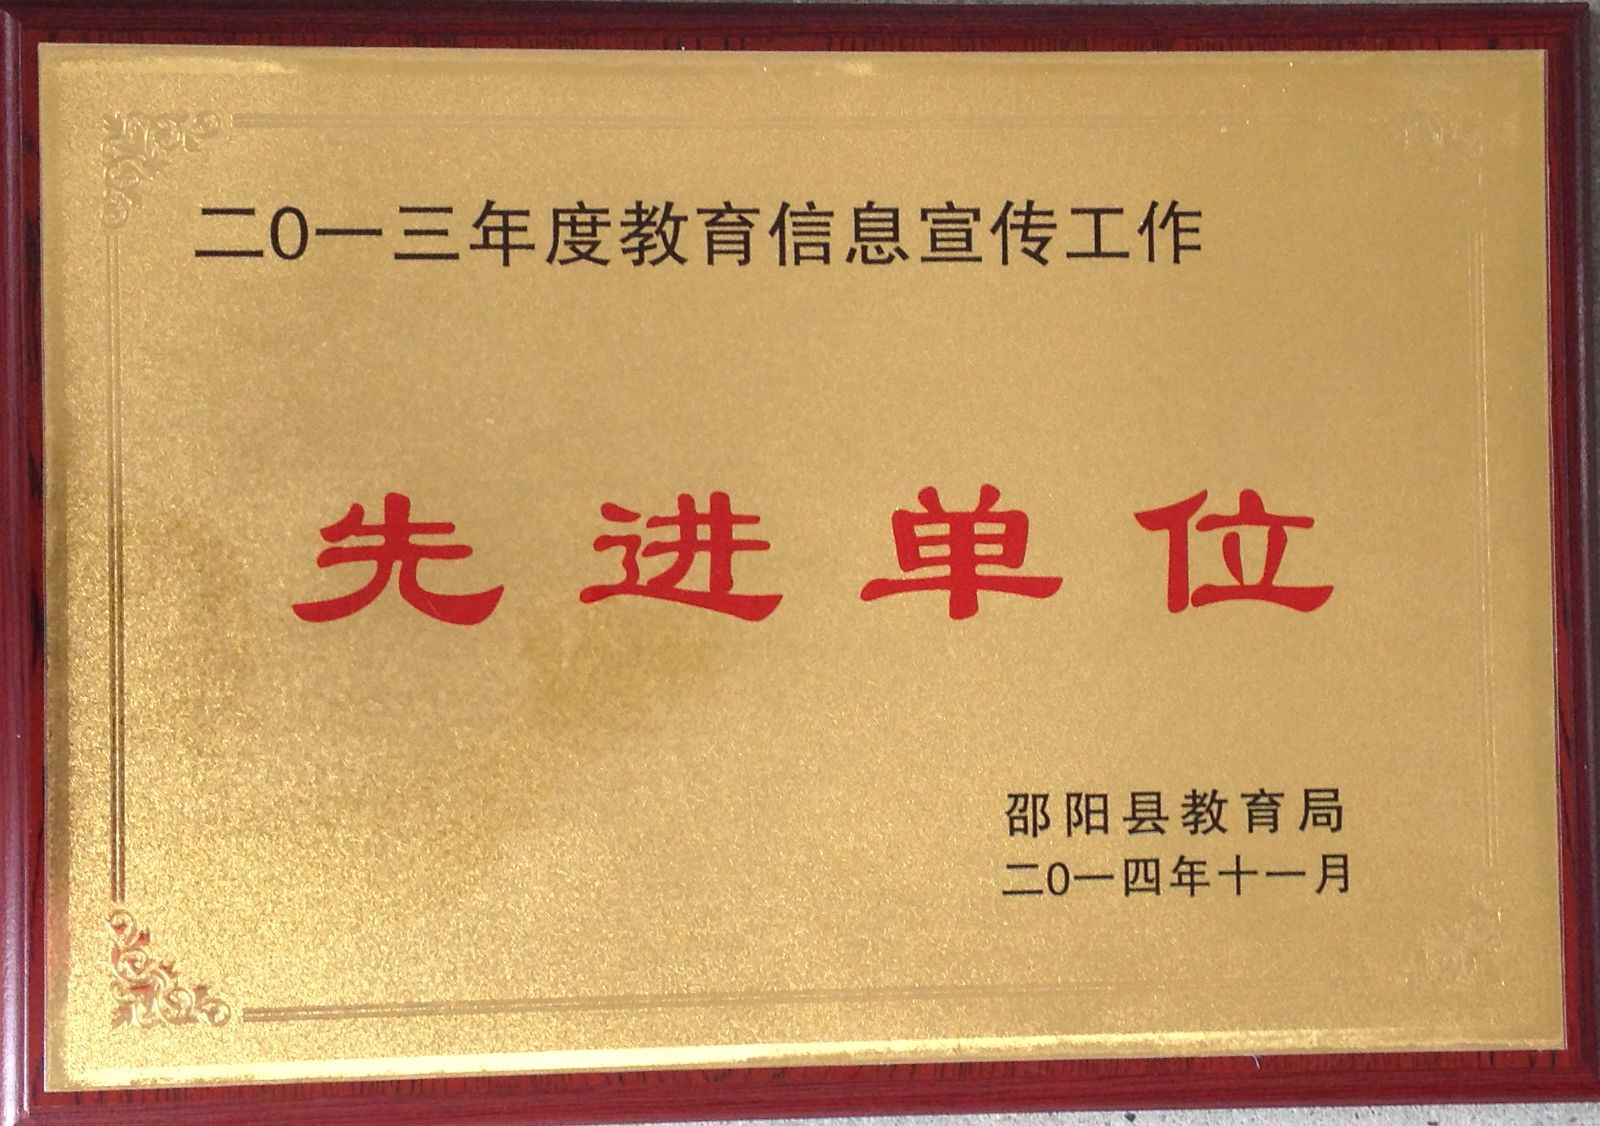 二0一三年度教育信息宣传工作
先进单位
邵阳县教育局
二0一四年十一月